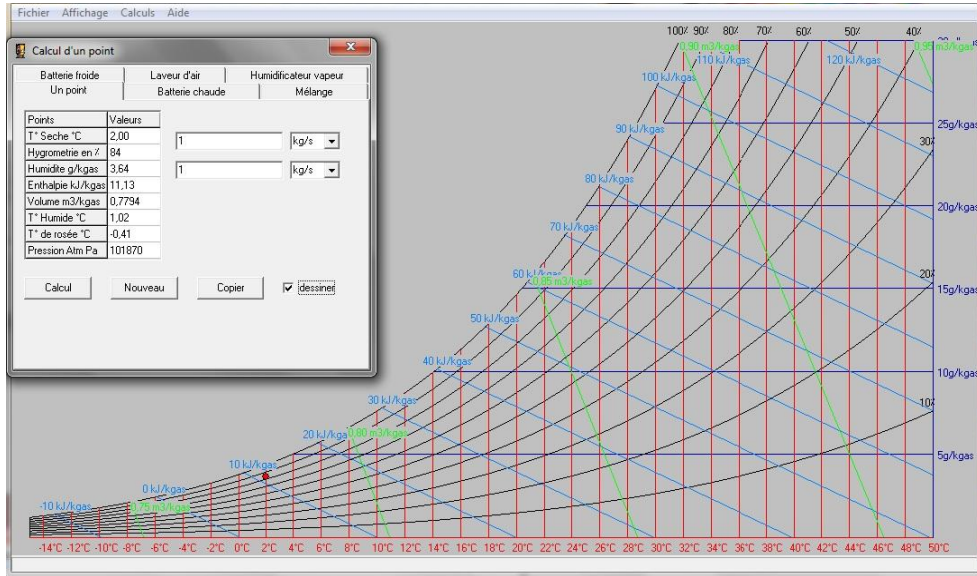 Fichier Affichage Calculs Aide
Calcul d'un point
Batterie froide Laveur d'air Humidificateur vapeur
Un point Batterie chaude Mélange
Points Valeurs
T° Seche °C 2,00
Hygrometrie en % 84
Humidite g/kgas 3,64
Enthalpie kJ/kgas 11,13
Volume m3/kgas 0,7794
T° Humide °C 1,02
T° de rosée °C -0,41
Pression Atm Pa 101870
1 kg/s
1 kg/s
Calcul Nouveau Copier dessiner
100% 90% 80% 70% 60% 50% 40%
0,90 m3/kgas 0,95 m3/kgas
110 kJ/kgas 120 kJ/kgas
100 kJ/kgas
25g/kgas
90 kJ/kgas
30%
80 kJ/kgas
20g/kgas
70 kJ/kgas
60 kJ/kgas
20%
0,85 m3/kgas
15g/kgas
50 kJ/kgas
40 kJ/kgas
10g/kgas
30 kJ/kgas
10%
20 kJ/kgas
0,80 m3/kgas
5g/kgas
10 kJ/kgas
0 kJ/kgas
-10 kJ/kgas
0,75 m3/kgas
-14°C -12°C -10°C -8°C -6°C -4°C -2°C 0°C 2°C 4°C 6°C 8°C 10°C 12°C 14°C 16°C 18°C 20°C 22°C 24°C 26°C 28°C 30°C 32°C 34°C 36°C 38°C 40°C 42°C 44°C 46°C 48°C 50°C